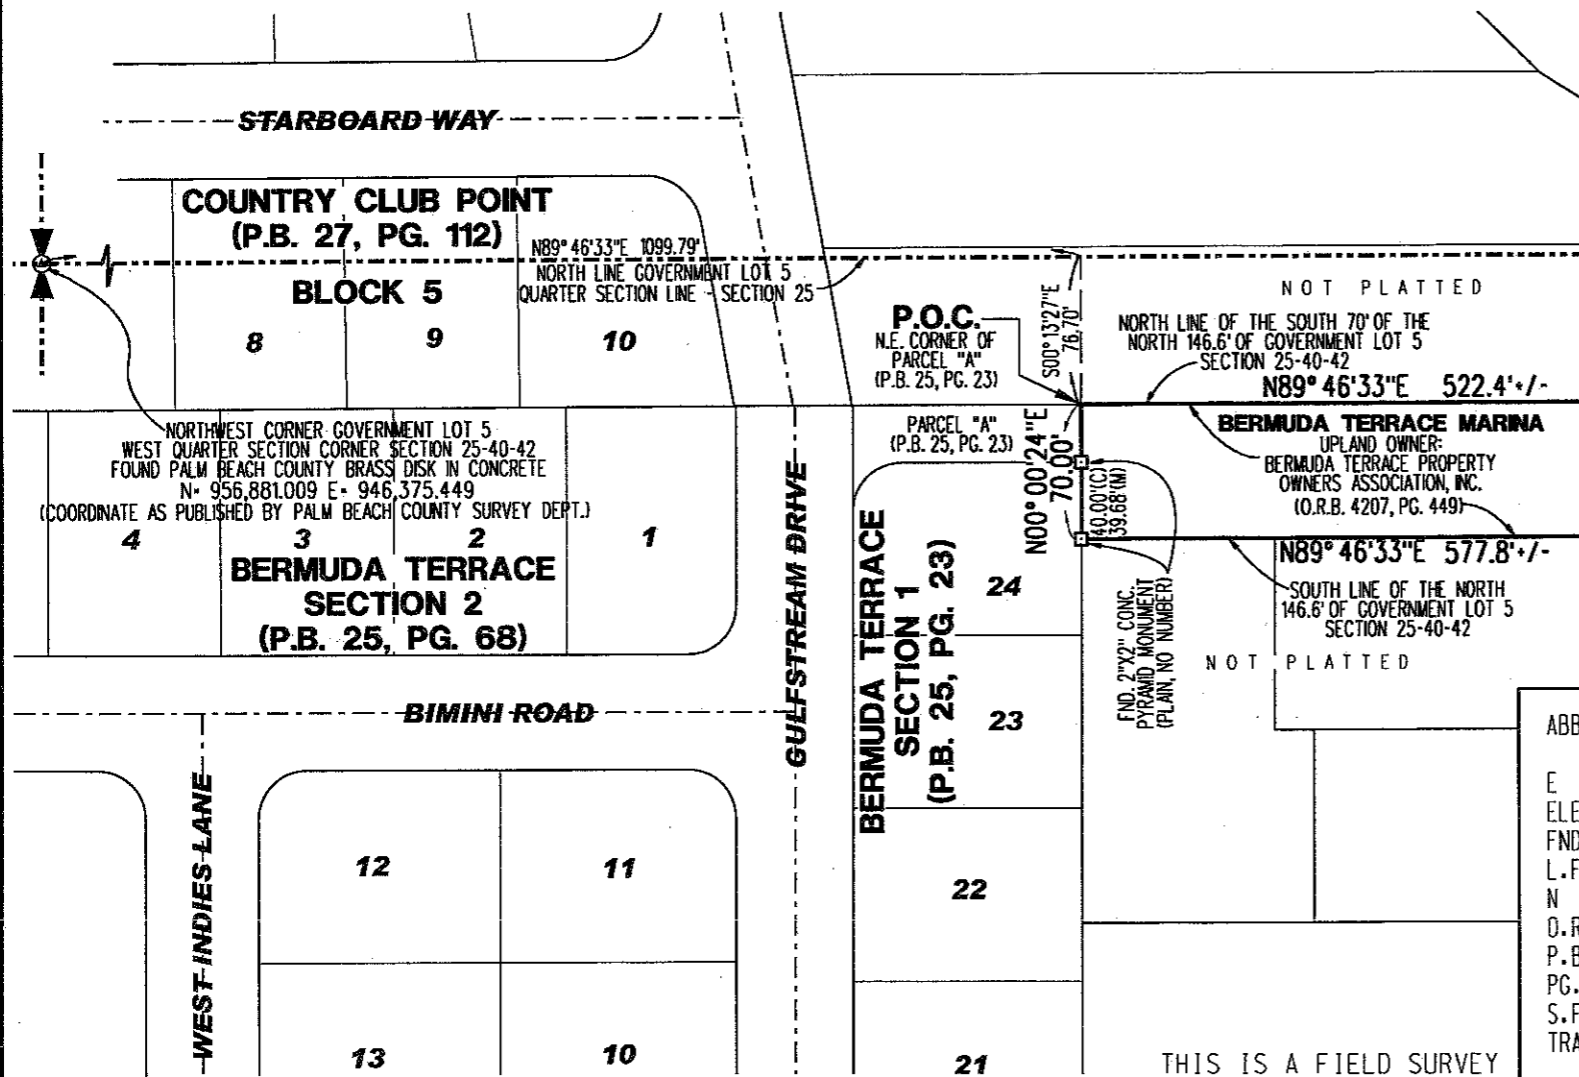 STARBOARD WAY
COUNTRY CLUB POINT
(P.B. 27, PG. 112)
N89°46'33"E 1099.79'
NORTH LINE GOVERNMENT LOT 5
QUARTER SECTION LINE - SECTION 25
BLOCK 5
8
9
10
P.O.C.
N.E. CORNER OF
PARCEL "A"
(P.B. 25, PG. 23)
S00°13'27"E
76.70'
NOT PLATTED
NORTH LINE OF THE SOUTH 70' OF THE
NORTH 146.6' OF GOVERNMENT LOT 5
SECTION 25-40-42
N89°46'33"E 522.4'+/-
NORTHWEST CORNER GOVERNMENT LOT 5
WEST QUARTER SECTION CORNER SECTION 25-40-42
FOUND PALM BEACH COUNTY BRASS DISK IN CONCRETE
N= 956,881.009 E= 946,375.449
(COORDINATE AS PUBLISHED BY PALM BEACH COUNTY SURVEY DEPT.)
4
3
2
1
BERMUDA TERRACE
SECTION 2
(P.B. 25, PG. 68)
PARCEL "A"
(P.B. 25, PG. 23)
N00°00'24"E
70.00'
40.00'(C)
39.68'(M)
BERMUDA TERRACE MARINA
UPLAND OWNER:
BERMUDA TERRACE PROPERTY
OWNERS ASSOCIATION, INC.
(O.R.B. 4207, PG. 449)
N89°46'33"E 577.8'+/-
SOUTH LINE OF THE NORTH
146.6' OF GOVERNMENT LOT 5
SECTION 25-40-42
NOT PLATTED
FND. 2"X2" CONC.
PYRAMID MONUMENT
(PLAIN, NO NUMBER)
GULFSTREAM DRIVE
BERMUDA TERRACE
SECTION 1
(P.B. 25, PG. 23)
24
23
22
21
BIMINI ROAD
WEST INDIES LANE
12
11
13
10
ABB
E
ELE
FND
L.F
N
O.R
P.B
PG.
S.F
TRA
THIS IS A FIELD SURVEY